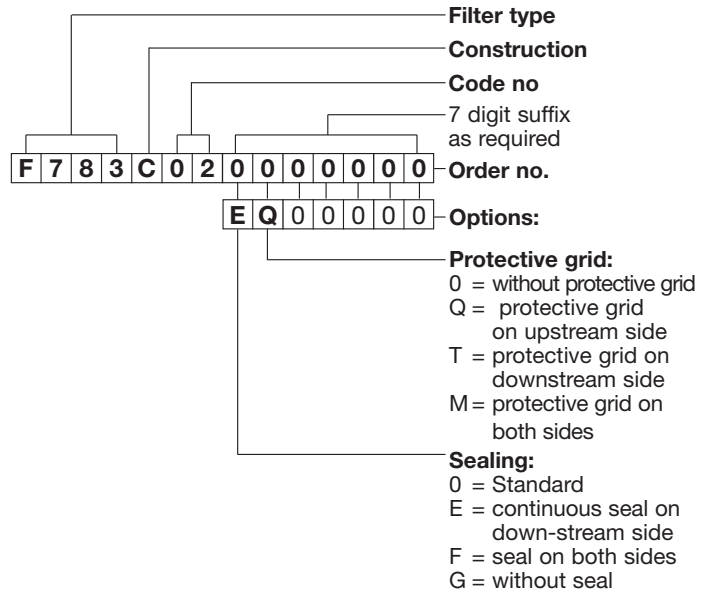 Filter type
Construction
Code no
7 digit suffix
as required
F 7 8 3 C 0 2 0 0 0 0 0 0 0 Order no.
E Q 0 0 0 0 0 Options:
Protective grid:
0 = without protective grid
Q = protective grid
on upstream side
T = protective grid on
downstream side
M = protective grid on
both sides
Sealing:
0 = Standard
E = continuous seal on
down-stream side
F = seal on both sides
G = without seal